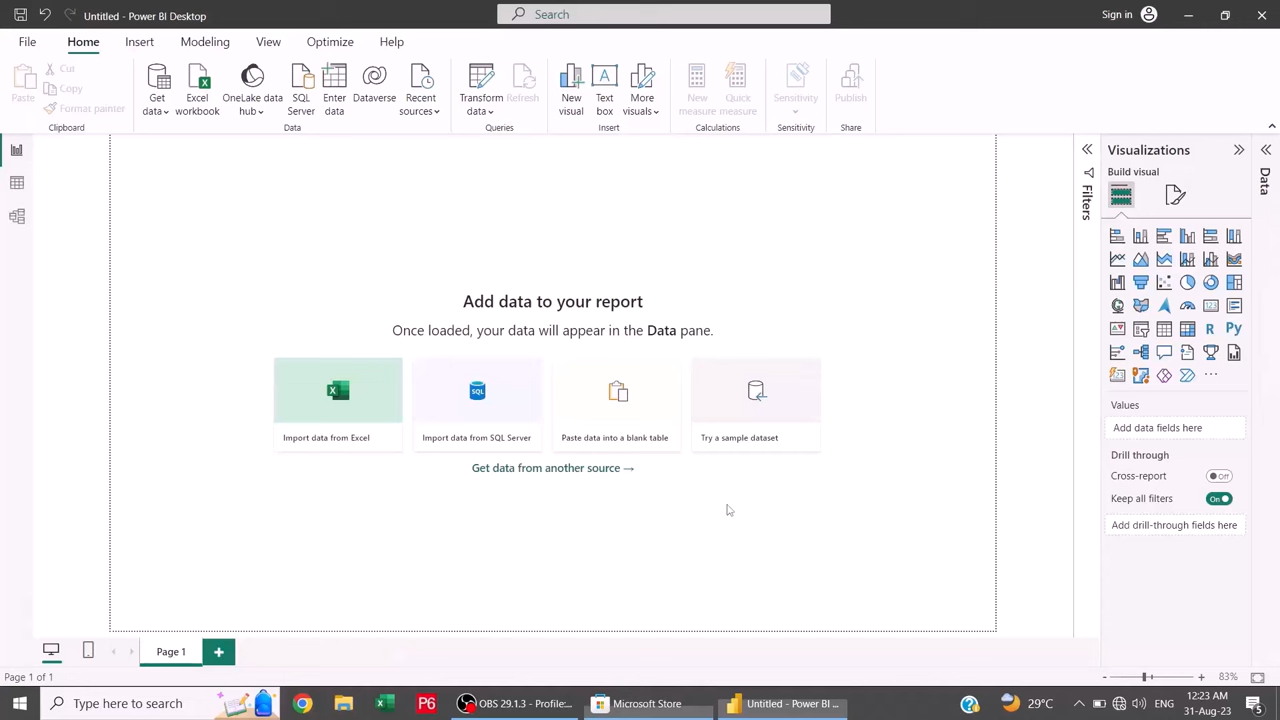 Untitled - Power BI Desktop
Search
Sign in
File Home Insert Modeling View Optimize Help
Paste
Cut
Copy
Format painter
Clipboard
Get data
Excel workbook
OneLake data hub
SQL Server
Enter data
Dataverse
Recent sources
Data
Transform data
Refresh
Queries
New visual
Text box
More visuals
Insert
New measure
Quick measure
Calculations
Sensitivity
Sensitivity
Publish
Share
Add data to your report
Once loaded, your data will appear in the Data pane.
X
SQL
Import data from Excel
Import data from SQL Server
Paste data into a blank table
Try a sample dataset
Get data from another source →
Filters
Visualizations
Build visual
123
R
Py
...
Values
Add data fields here
Drill through
Cross-report
Off
Keep all filters
On
Add drill-through fields here
Data
Page 1
Page 1 of 1
- + 83%
Type here to search
P6
OBS 29.1.3 - Profile:...
Microsoft Store
Untitled - Power BI ...
29°C
ENG
12:23 AM
31-Aug-23
5